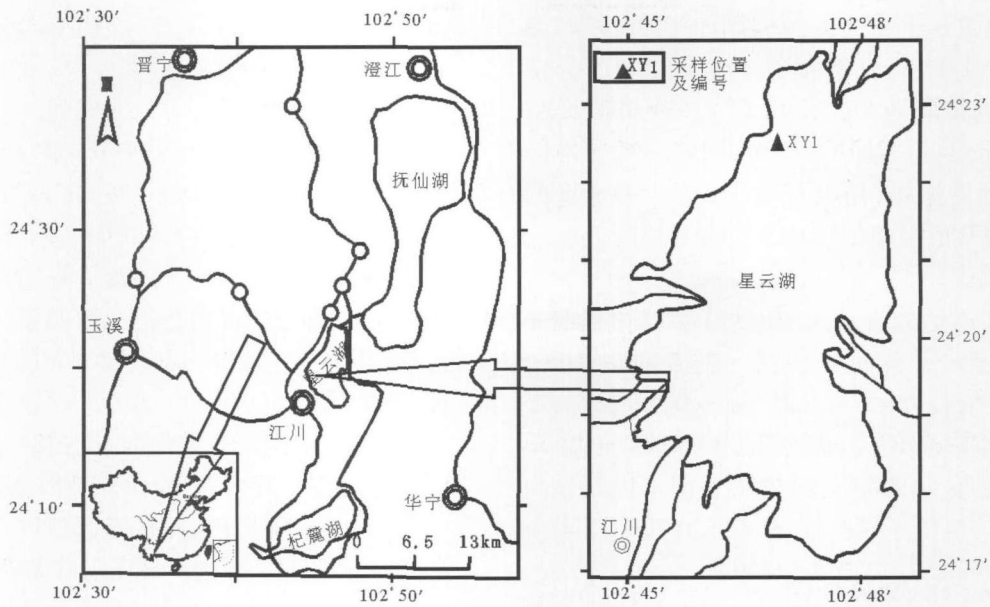 102°30′
102°50′
晋宁
澄江
抚仙湖
24°30′
玉溪
星云湖
江川
24°10′
华宁
杞麓湖
0 6.5 13km
102°30′
102°50′
102°45′
102°48′
XY1 采样位置
及编号
24°23′
XY1
星云湖
24°20′
江川
24°17′
102°45′
102°48′